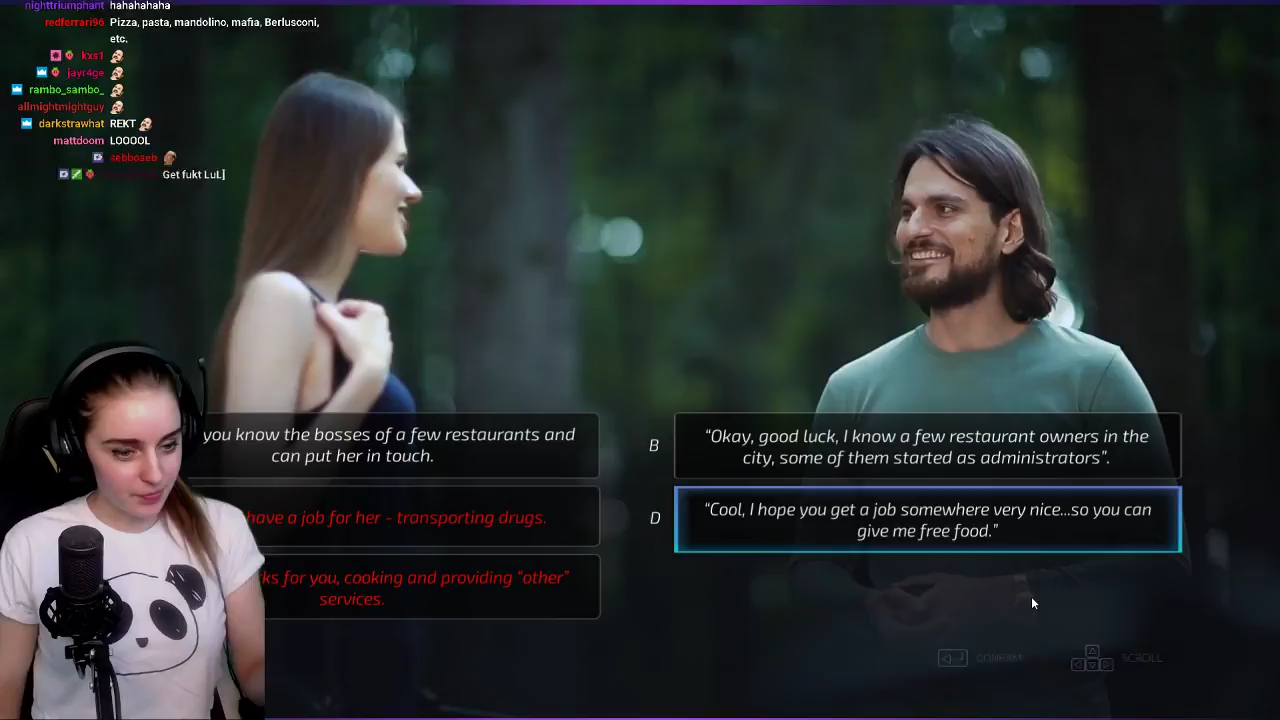 nighttriumphant hahahahaha
redferrari96 Pizza, pasta, mandolino, mafia, Berlusconi,
etc.
kxs1
jayr4ge
rambo_sambo_
allmightmightguy
darkstrawhat REKT
mattdoom LOOOOL
sebboseb
Get fukt LuL]
you know the bosses of a few restaurants and
can put her in touch.
B
“Okay, good luck, I know a few restaurant owners in the
city, some of them started as administrators”.
have a job for her - transporting drugs.
D
“Cool, I hope you get a job somewhere very nice...so you can
give me free food.”
ks for you, cooking and providing “other”
services.
CONFIRM
SCROLL